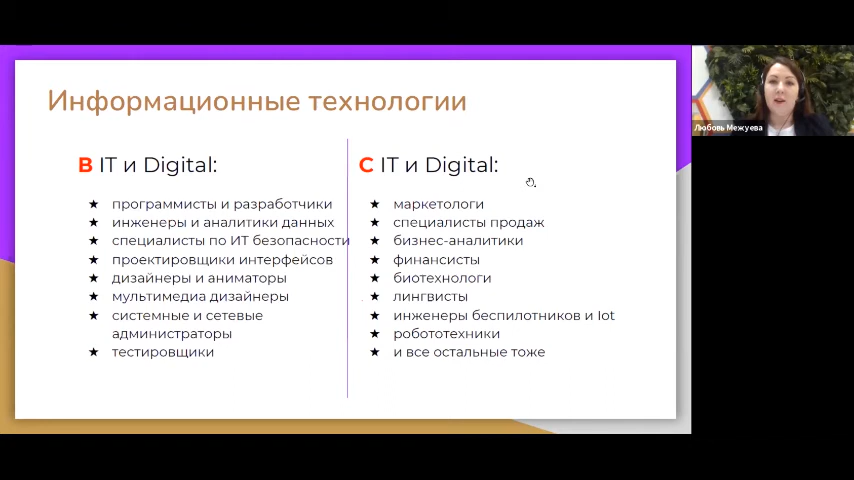 Информационные технологии
В IT и Digital:
★ программисты и разработчики
★ инженеры и аналитики данных
★ специалисты по ИТ безопасности
★ проектировщики интерфейсов
★ дизайнеры и аниматоры
★ мультимедиа дизайнеры
★ системные и сетевые
администраторы
★ тестировщики
С IT и Digital:
★ маркетологи
★ специалисты продаж
★ бизнес-аналитики
★ финансисты
★ биотехнологи
★ лингвисты
★ инженеры беспилотников и Iot
★ робототехники
★ и все остальные тоже
Любовь Межуева